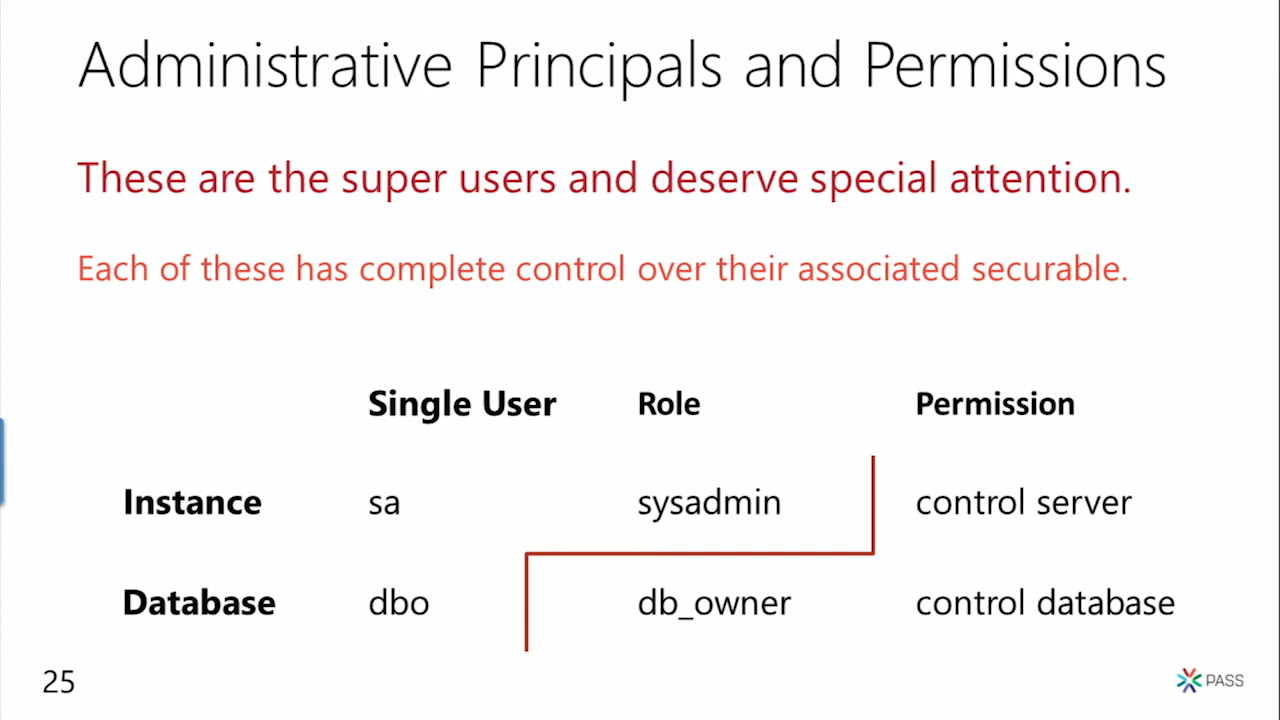 Administrative Principals and Permissions
These are the super users and deserve special attention.
Each of these has complete control over their associated securable.
Single User Role Permission
Instance sa sysadmin control server
Database dbo db_owner control database
25
PASS